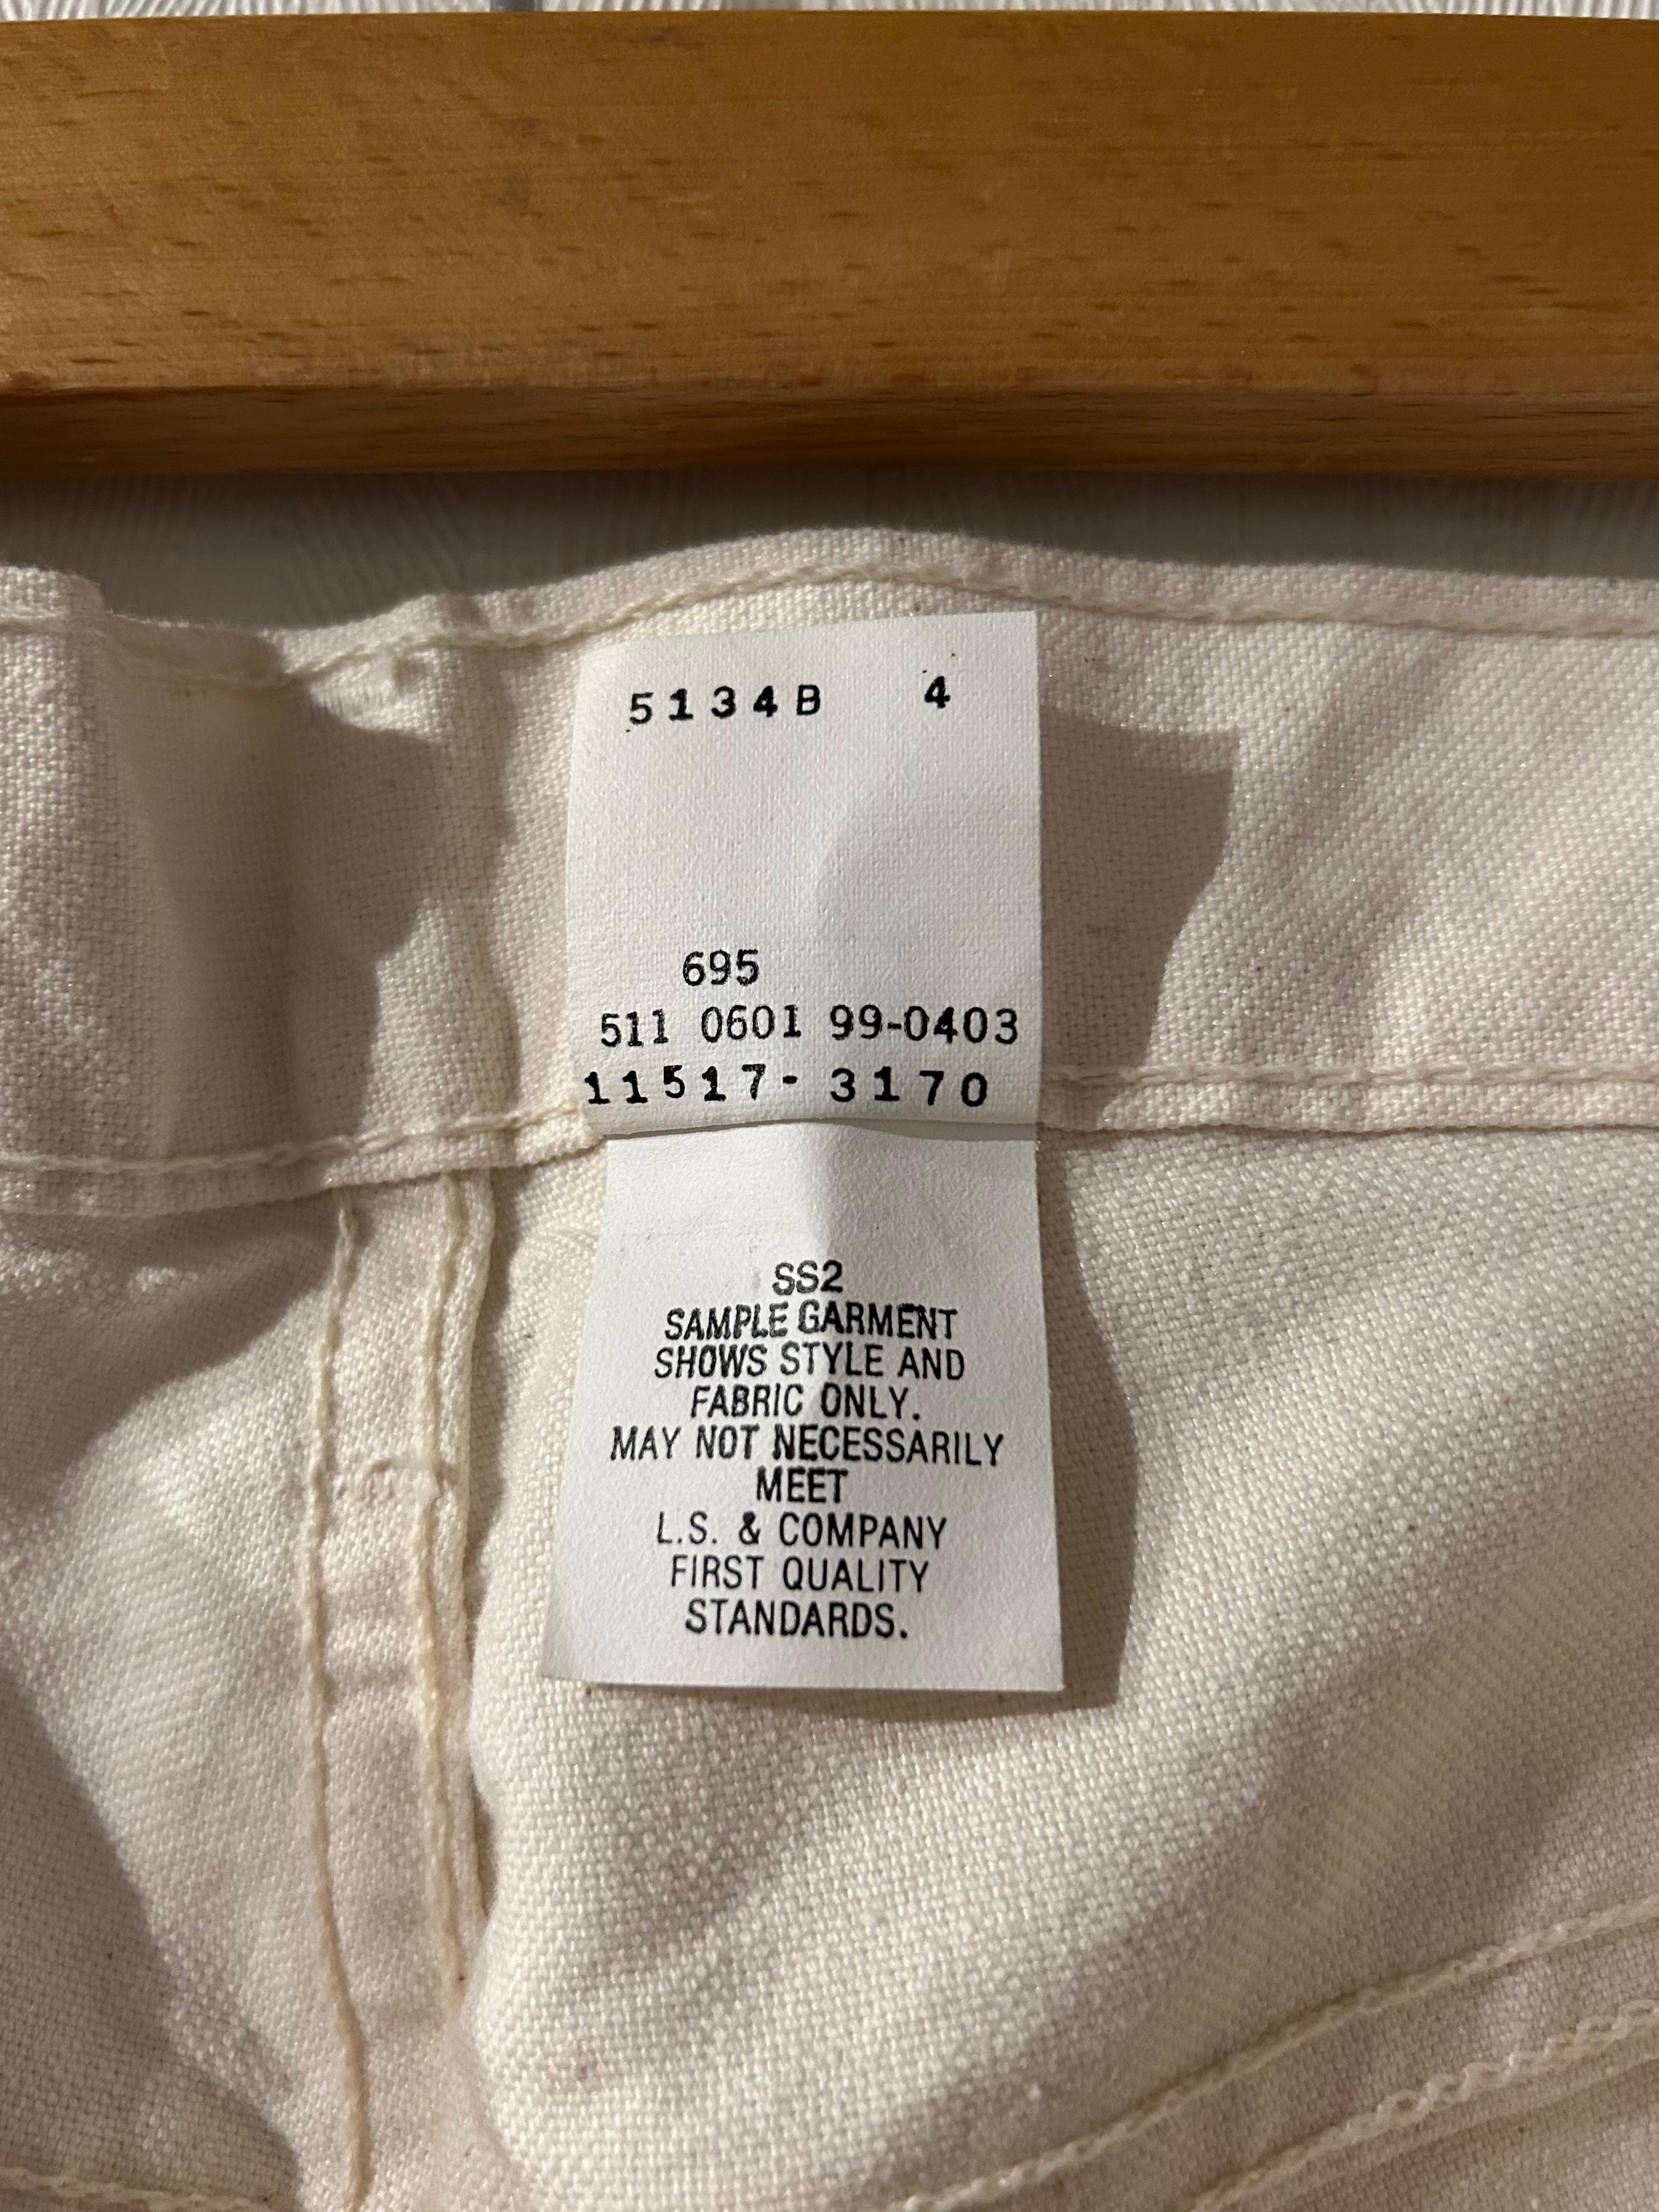 5134B 4
695
511 0601 99-0403
11517-3170
SS2
SAMPLE GARMENT
SHOWS STYLE AND
FABRIC ONLY.
MAY NOT NECESSARILY
MEET
L.S. & COMPANY
FIRST QUALITY
STANDARDS.